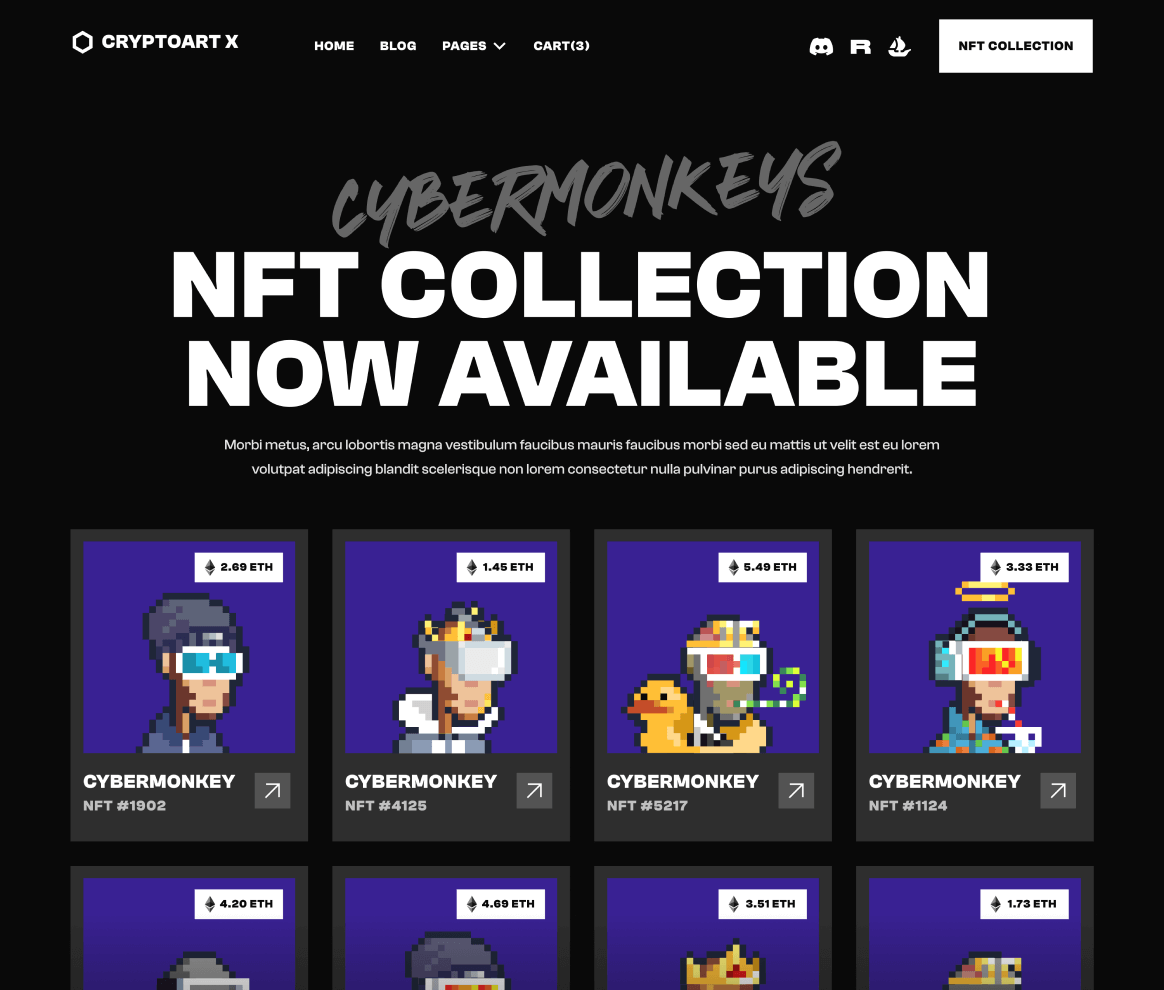 CRYPTOART X
HOME BLOG PAGES CART(3)
NFT COLLECTION
CYBERMONKEYS
NFT COLLECTION
NOW AVAILABLE
Morbi metus, arcu lobortis magna vestibulum faucibus mauris faucibus morbi sed eu mattis ut velit est eu lorem
volutpat adipiscing blandit scelerisque non lorem consectetur nulla pulvinar purus adipiscing hendrerit.
2.69 ETH
CYBERMONKEY
NFT #1902
1.45 ETH
CYBERMONKEY
NFT #4125
5.49 ETH
CYBERMONKEY
NFT #5217
3.33 ETH
CYBERMONKEY
NFT #1124
4.20 ETH
4.69 ETH
3.51 ETH
1.73 ETH